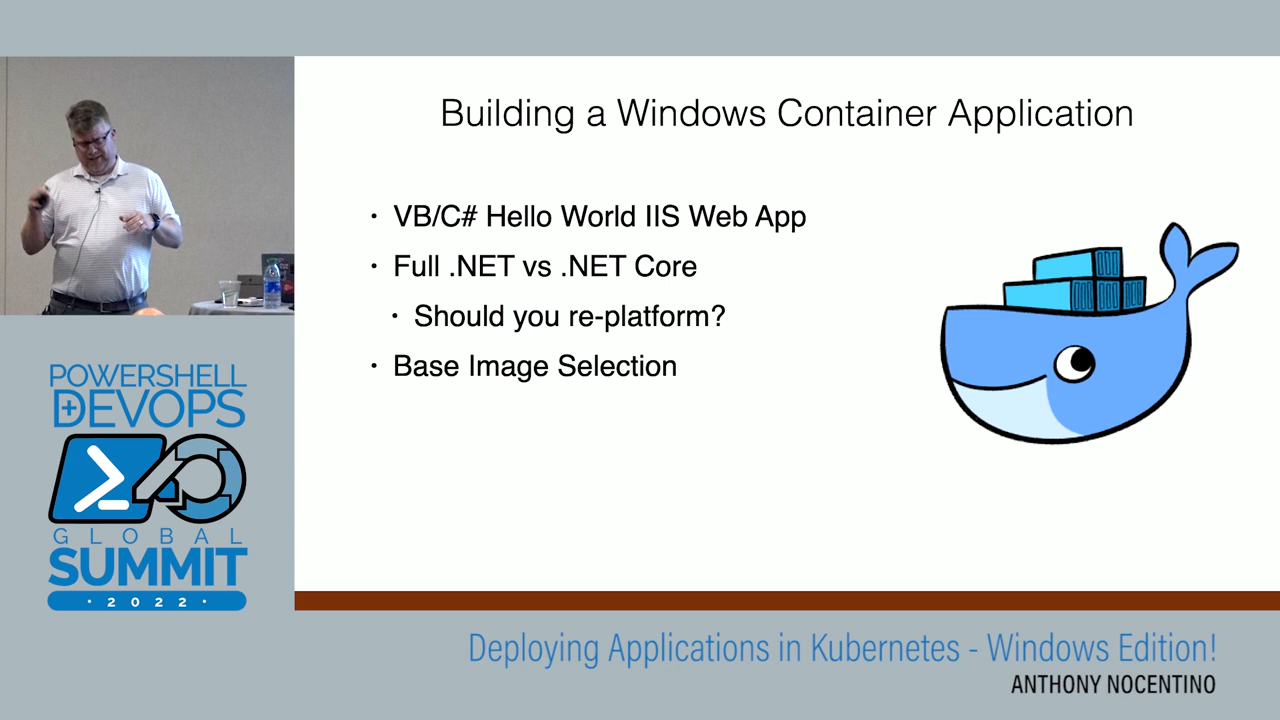 Building a Windows Container Application
• VB/C# Hello World IIS Web App
• Full .NET vs .NET Core
• Should you re-platform?
• Base Image Selection
POWERSHELL
DEVOPS
GLOBAL
SUMMIT
· 2022 ·
Deploying Applications in Kubernetes - Windows Edition!
ANTHONY NOCENTINO